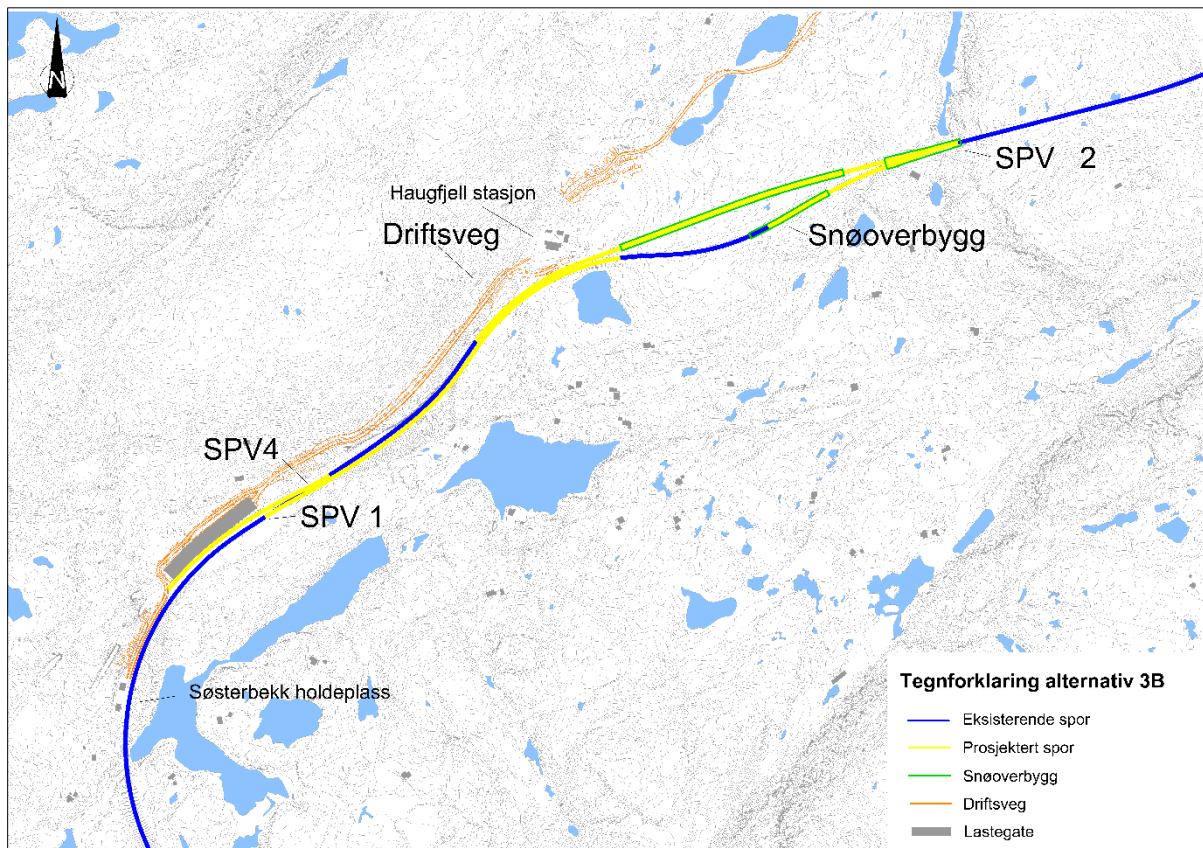 N
SPV 2
Haugfjell stasjon
Driftsveg
Snøoverbygg
SPV4
SPV 1
Søsterbekk holdeplass
Tegnforklaring alternativ 3B
Eksisterende spor
Prosjektert spor
Snøoverbygg
Driftsveg
Lastegate